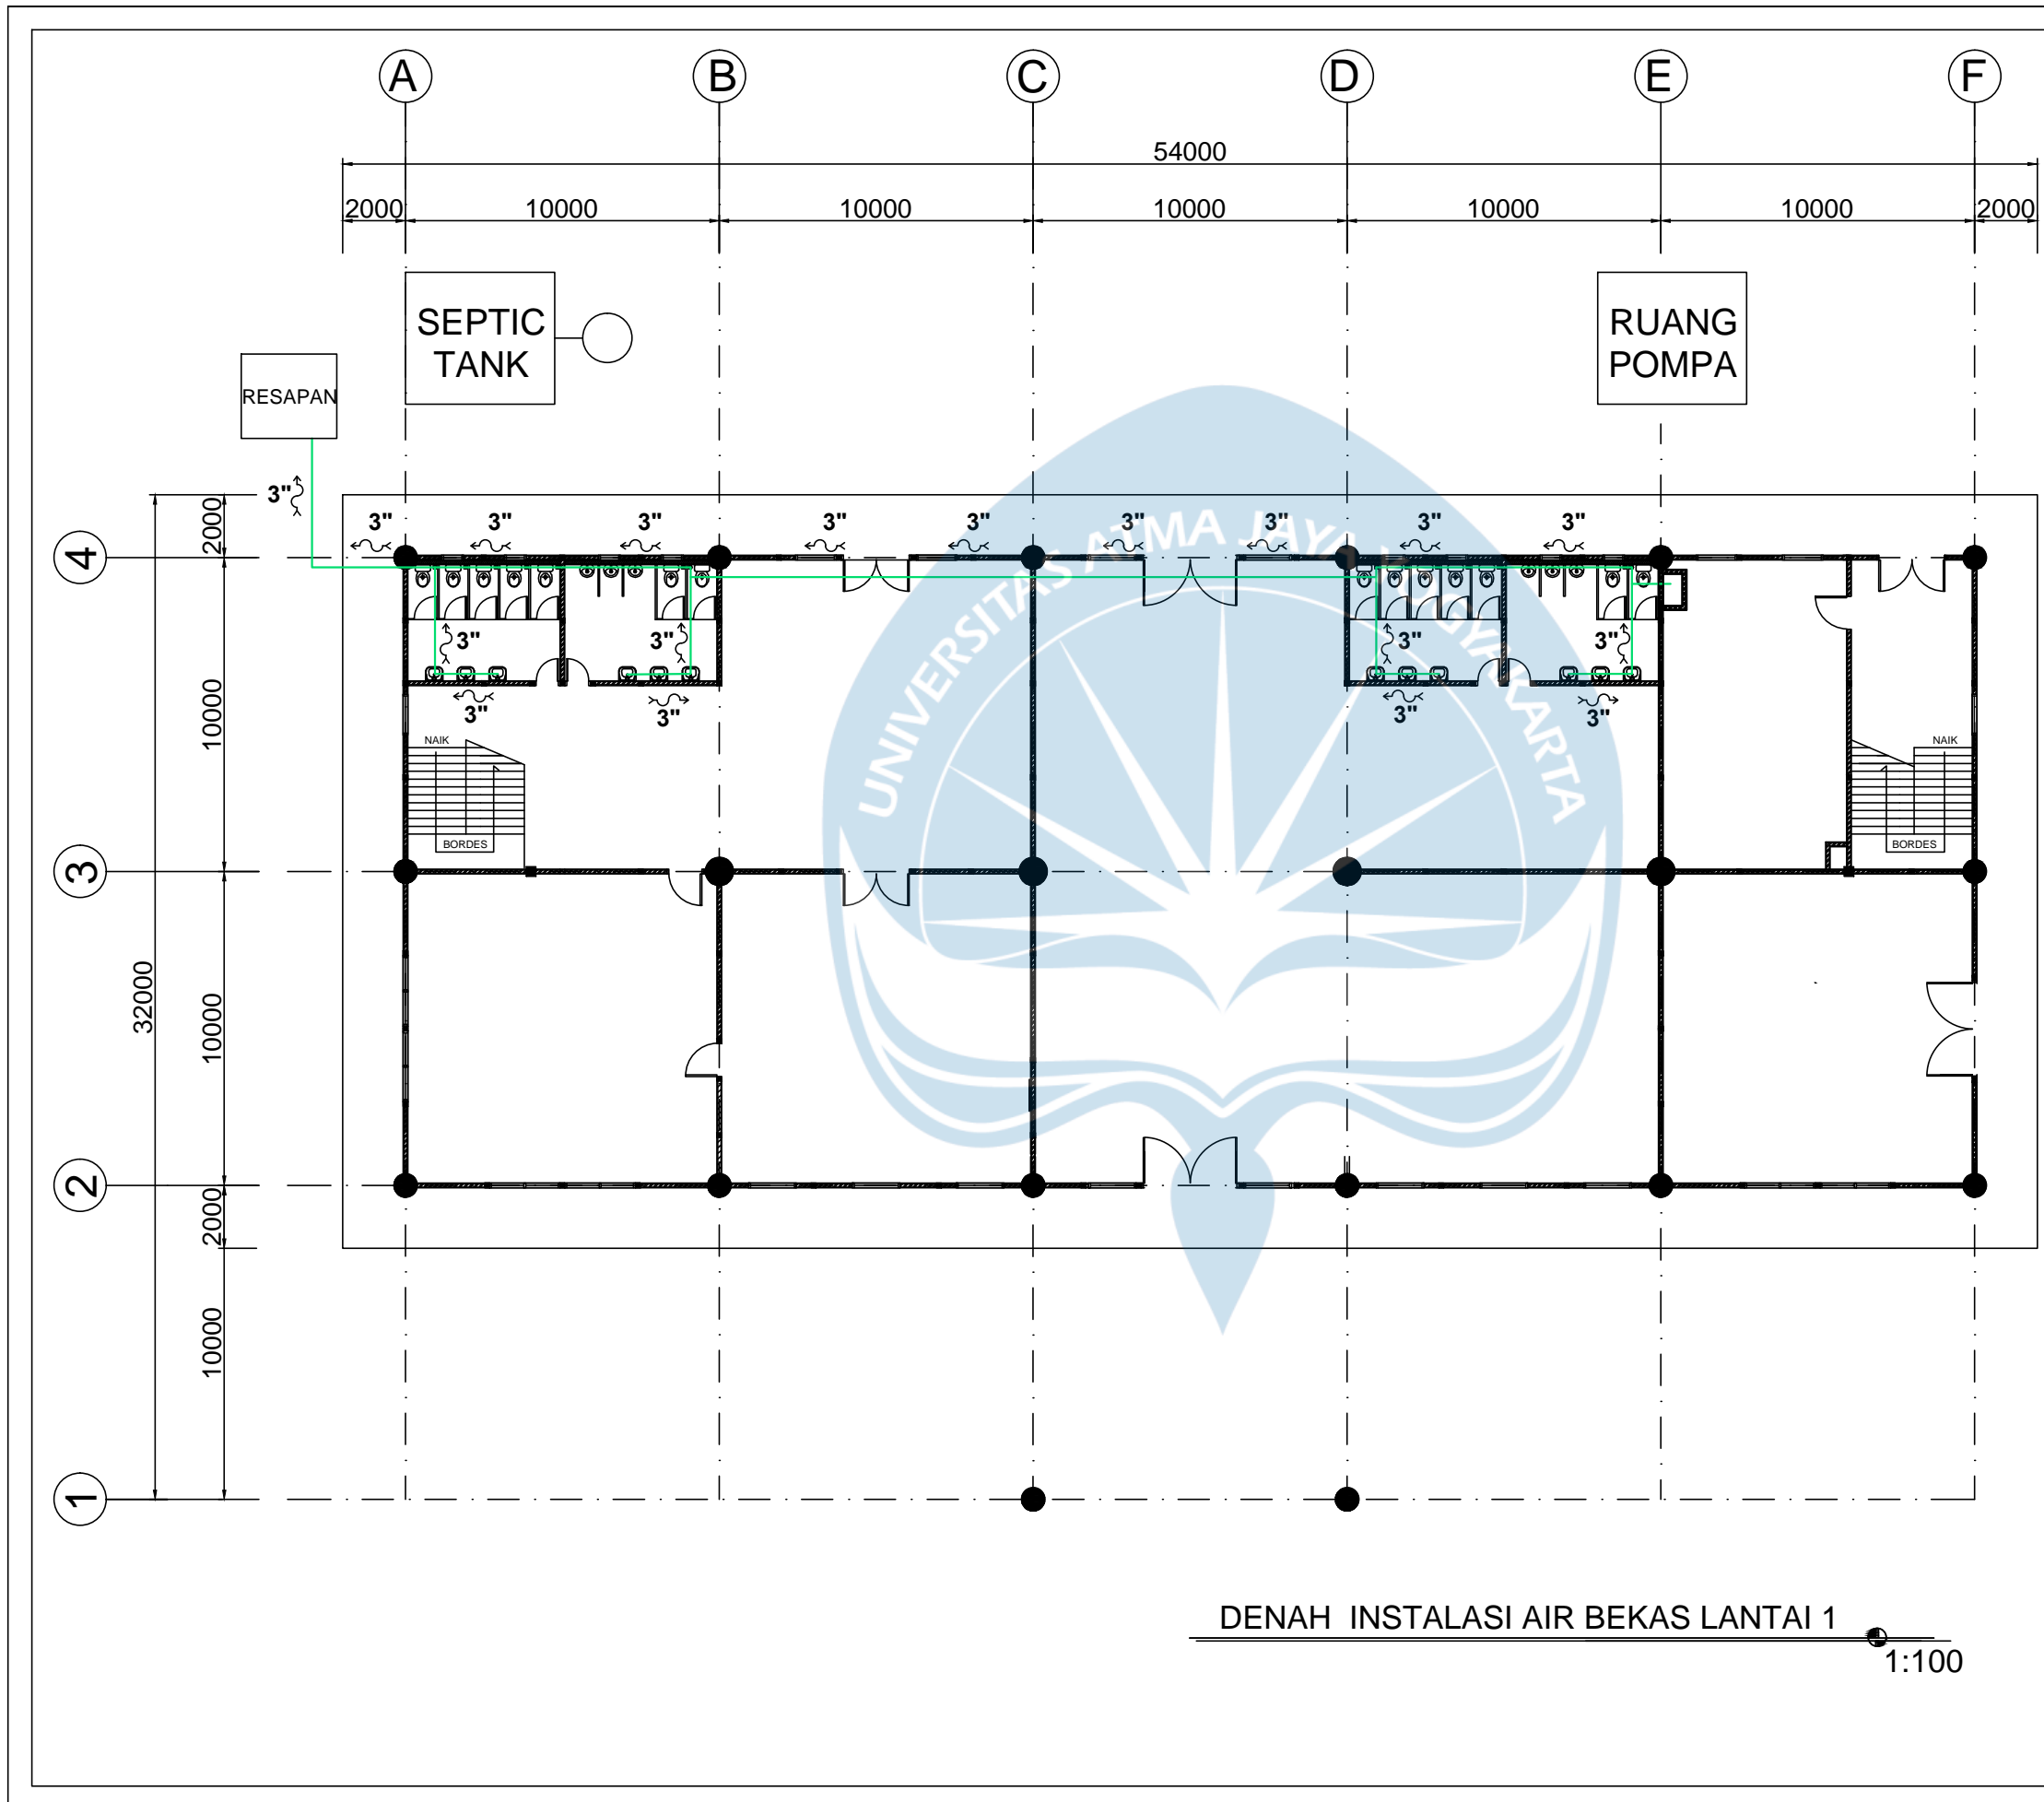 A B C D E F
54000
2000 10000 10000 10000 10000 10000 2000
SEPTIC
TANK
RUANG
POMPA
RESAPAN
3"
3" 3" 3" 3" 3" 3" 3" 3" 3"
4
2000
UNIVERSITAS ATMA JAYA YOGYAKARTA
3" 3" 3" 3"
3" 3" 3" 3"
10000
NAIK NAIK
BORDES BORDES
3
32000
10000
2
2000
10000
1
DENAH INSTALASI AIR BEKAS LANTAI 1
1:100